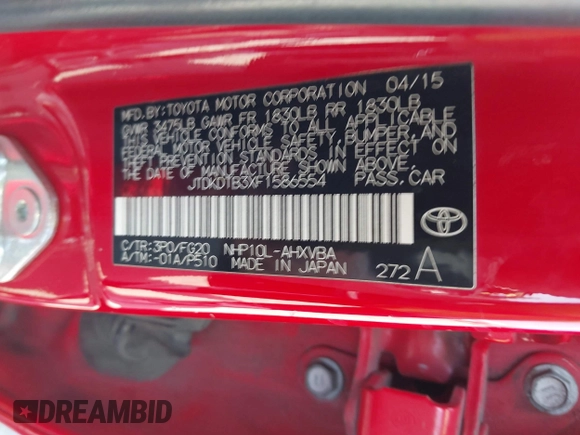 MFD.BY:TOYOTA MOTOR CORPORATION 04/15
GVWR 3475LB GAWR FR 1830LB RR 1830LB
THIS VEHICLE CONFORMS TO ALL APPLICABLE
FEDERAL MOTOR VEHICLE SAFETY, BUMPER, AND
THEFT PREVENTION STANDARDS IN EFFECT ON
THE DATE OF MANUFACTURE SHOWN ABOVE.
JTDKDTB3XF1586554 PASS.CAR
C/TR:3P0/FG20 NHP10L-AHXVBA
A/TM:-01A/P510 MADE IN JAPAN 272A
DREAMBID